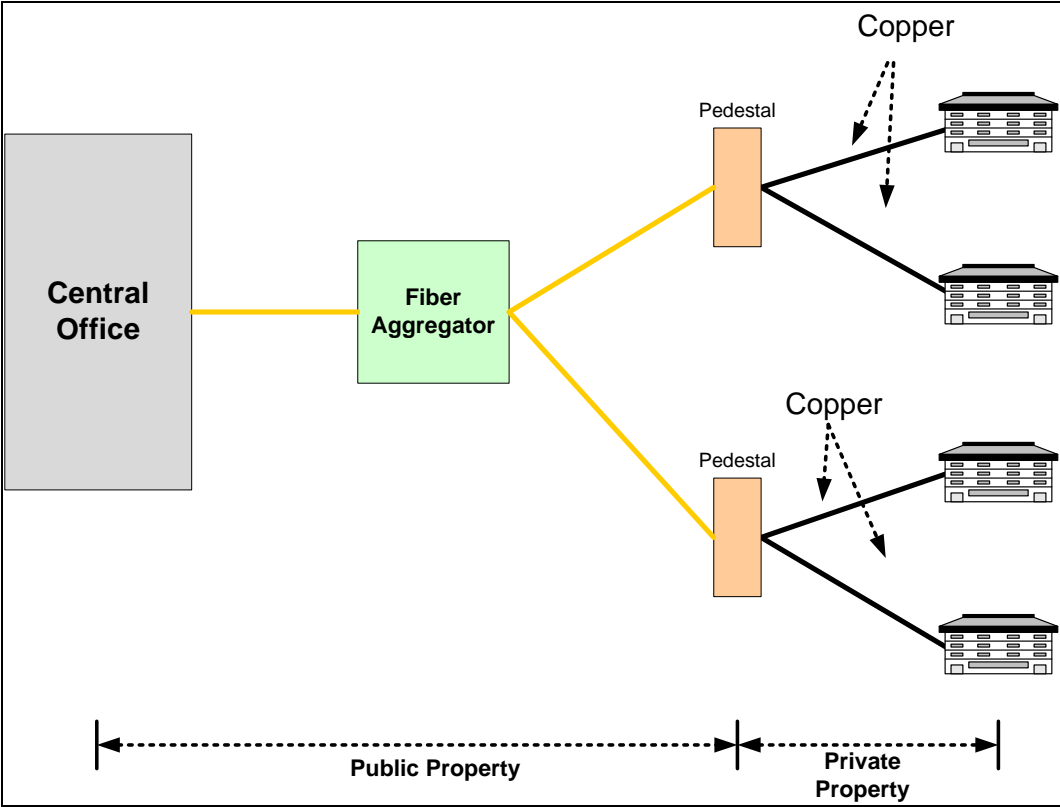 Copper
Pedestal
Central
Office
Fiber
Aggregator
Copper
Pedestal
Public Property
Private
Property